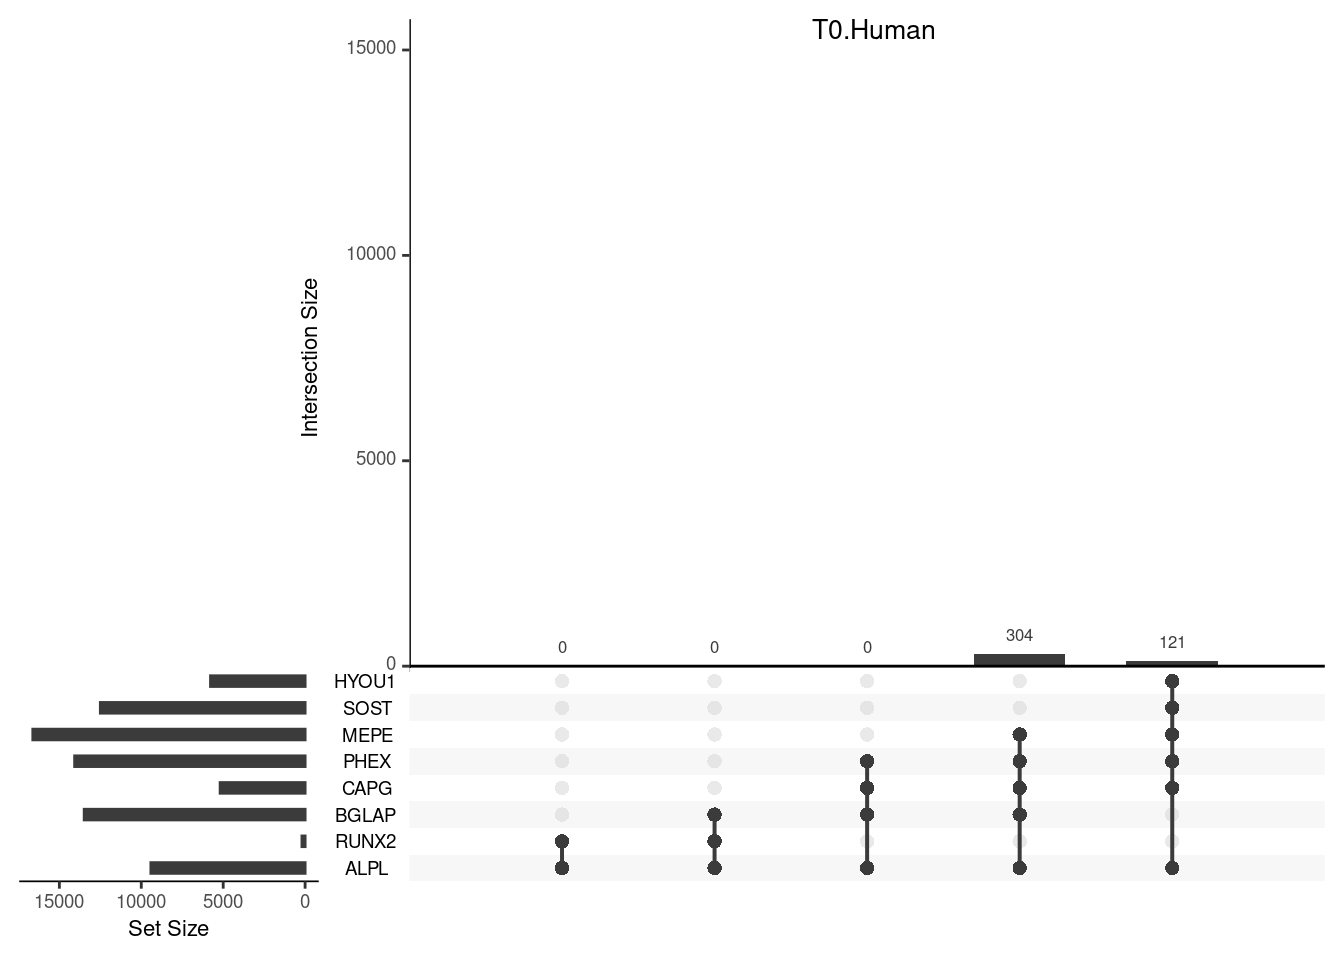 T0.Human
15000
10000
5000
0
Intersection Size
0
0
0
304
121
HYOU1
SOST
MEPE
PHEX
CAPG
BGLAP
RUNX2
ALPL
15000 10000 5000 0
Set Size